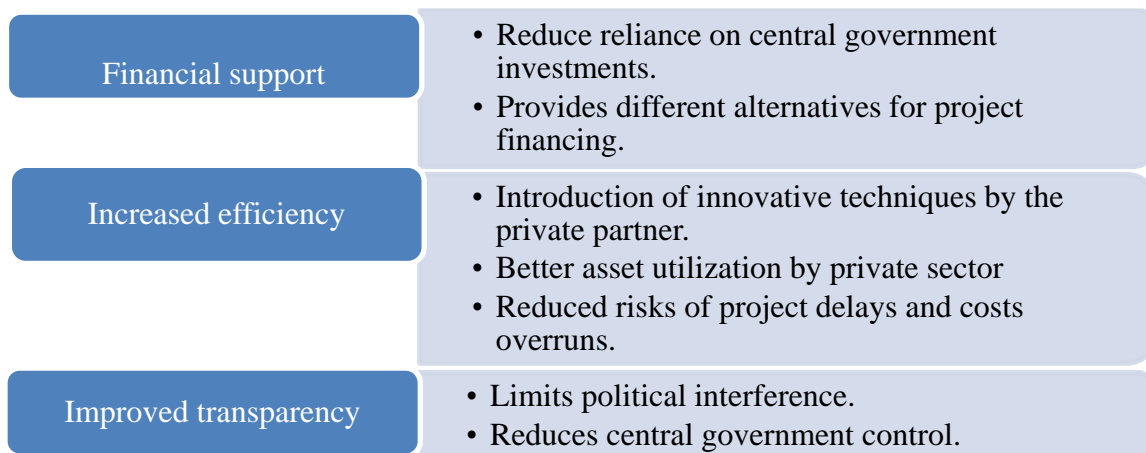 Financial support
• Reduce reliance on central government
investments.
• Provides different alternatives for project
financing.
Increased efficiency
• Introduction of innovative techniques by the
private partner.
• Better asset utilization by private sector
• Reduced risks of project delays and costs
overruns.
Improved transparency
• Limits political interference.
• Reduces central government control.